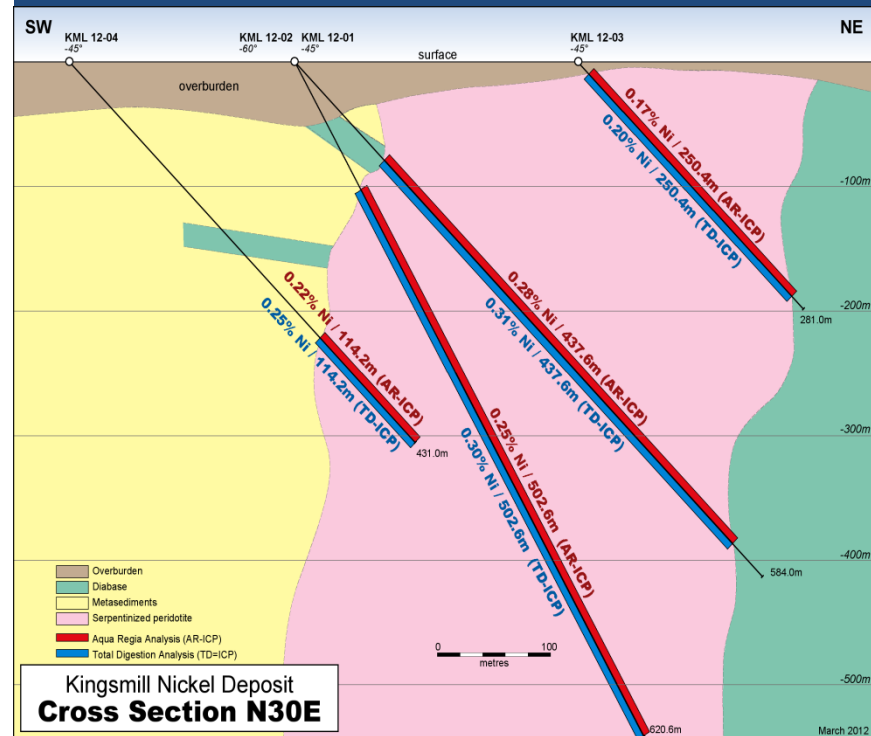 SW
NE
KML 12-04
-45°
KML 12-02
-60°
KML 12-01
-45°
surface
KML 12-03
-45°
overburden
0.17% Ni / 250.4m (AR-ICP)
0.20% Ni / 250.4m (TD-ICP)
-100m
0.28% Ni / 437.6m (AR-ICP)
0.31% Ni / 437.6m (TD-ICP)
-200m
281.0m
0.22% Ni / 114.2m (AR-ICP)
0.25% Ni / 114.2m (TD-ICP)
0.25% Ni / 502.6m (AR-ICP)
0.30% Ni / 502.6m (TD-ICP)
-300m
431.0m
-400m
584.0m
Overburden
Diabase
Metasediments
Serpentinized peridotite
Aqua Regia Analysis (AR-ICP)
Total Digestion Analysis (TD=ICP)
0
100
metres
-500m
Kingsmill Nickel Deposit
Cross Section N30E
620.6m
March 2012